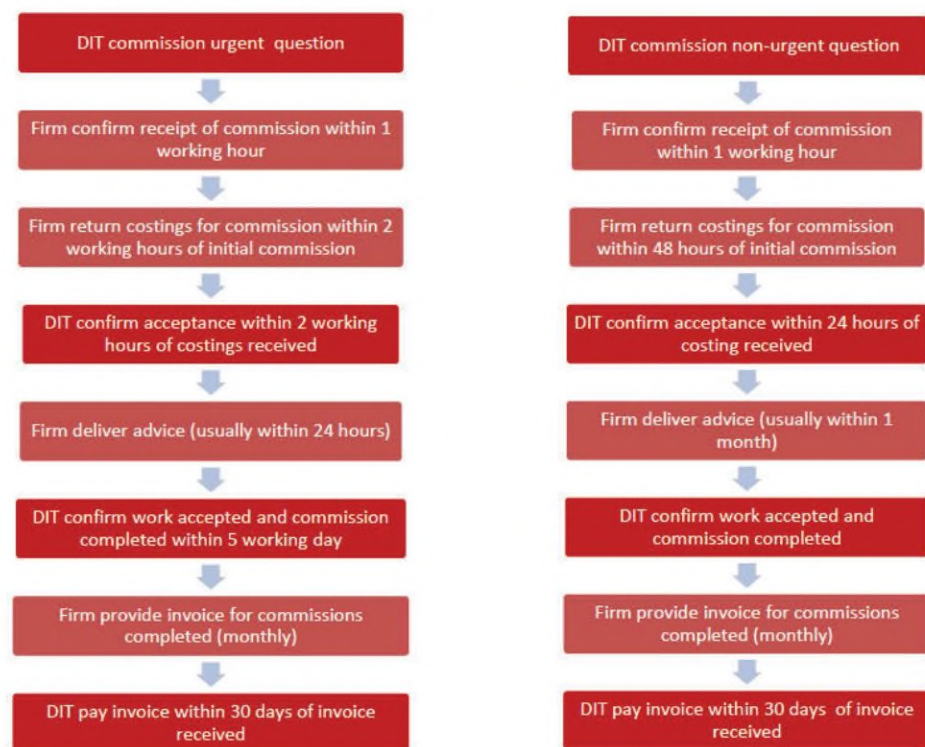 DIT commission urgent question
Firm confirm receipt of commission within 1
working hour
Firm return costings for commission within 2
working hours of initial commission
DIT confirm acceptance within 2 working
hours of costings received
Firm deliver advice (usually within 24 hours)
DIT confirm work accepted and commission
completed within 5 working day
Firm provide invoice for commissions
completed (monthly)
DIT pay invoice within 30 days of invoice
received
DIT commission non-urgent question
Firm confirm receipt of commission
within 1 working hour
Firm return costings for commission
within 48 hours of initial commission
DIT confirm acceptance within 24 hours of
costing received
Firm deliver advice (usually within 1
month)
DIT confirm work accepted and
commission completed
Firm provide invoice for commissions
completed (monthly)
DIT pay invoice within 30 days of invoice
received